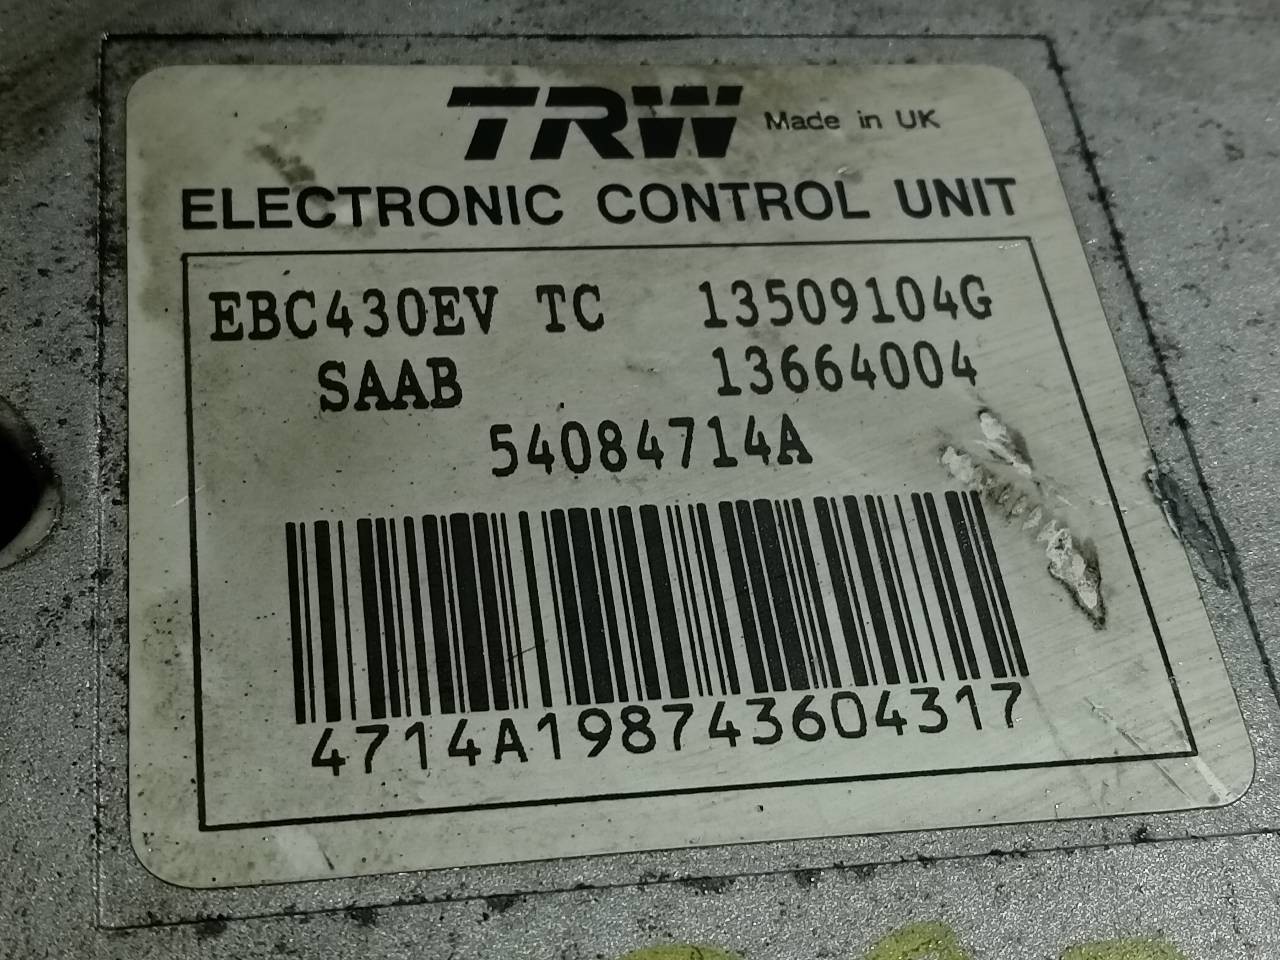 TRW Made in UK
ELECTRONIC CONTROL UNIT
EBC430EV TC 13509104G
SAAB 13664004
54084714A
4714A198743604317